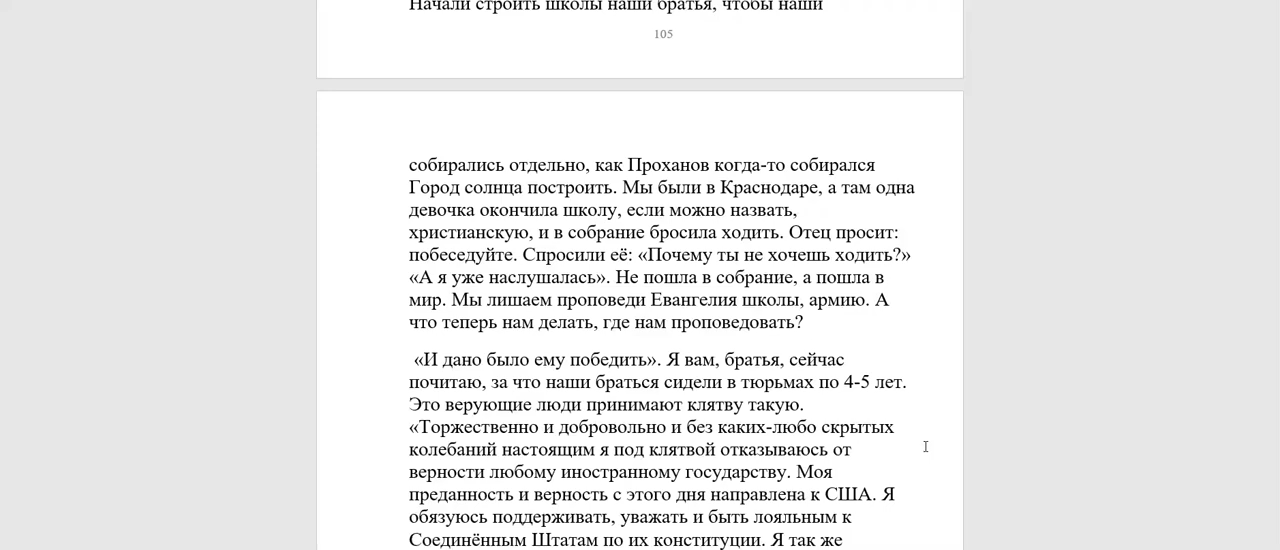 Начали строить школы наши братья, чтобы наши
105
собирались отдельно, как Проханов когда-то собирался
Город солнца построить. Мы были в Краснодаре, а там одна
девочка окончила школу, если можно назвать,
христианскую, и в собрание бросила ходить. Отец просит:
побеседуйте. Спросили её: «Почему ты не хочешь ходить?»
«А я уже наслушалась». Не пошла в собрание, а пошла в
мир. Мы лишаем проповеди Евангелия школы, армию. А
что теперь нам делать, где нам проповедовать?
«И дано было ему победить». Я вам, братья, сейчас
почитаю, за что наши браться сидели в тюрьмах по 4-5 лет.
Это верующие люди принимают клятву такую.
«Торжественно и добровольно и без каких-любо скрытых
колебаний настоящим я под клятвой отказываюсь от
верности любому иностранному государству. Моя
преданность и верность с этого дня направлена к США. Я
обязуюсь поддерживать, уважать и быть лояльным к
Соединённым Штатам по их конституции. Я так же